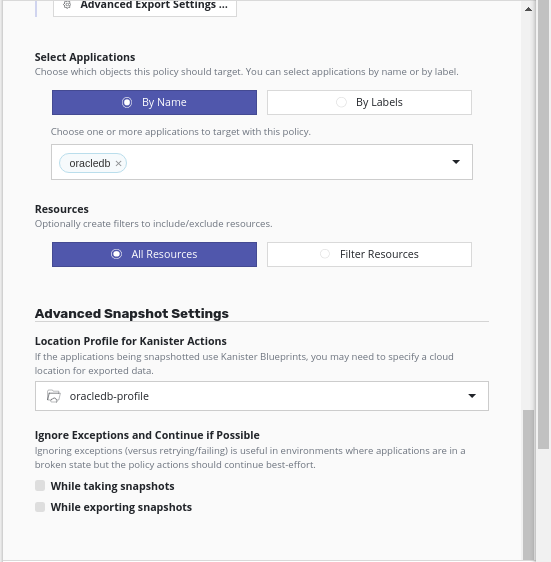 Advanced Export Settings ...
Select Applications
Choose which objects this policy should target. You can select applications by name or by label.
By Name
By Labels
Choose one or more applications to target with this policy.
oracledb ×
Resources
Optionally create filters to include/exclude resources.
All Resources
Filter Resources
Advanced Snapshot Settings
Location Profile for Kanister Actions
If the applications being snapshotted use Kanister Blueprints, you may need to specify a cloud
location for exported data.
oracledb-profile
Ignore Exceptions and Continue if Possible
Ignoring exceptions (versus retrying/failing) is useful in environments where applications are in a
broken state but the policy actions should continue best-effort.
While taking snapshots
While exporting snapshots